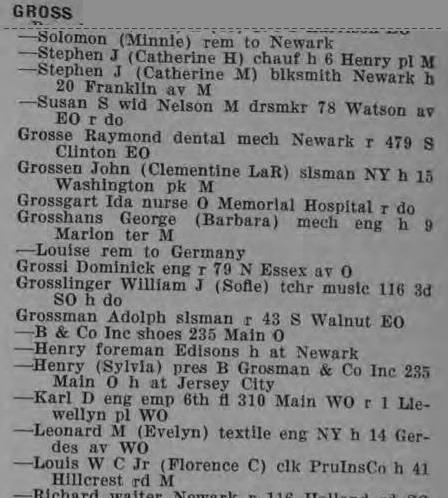 GROSS
—Solomon (Minnie) rem to Newark
—Stephen J (Catherine H) chauf h 6 Henry pl M
—Stephen J (Catherine M) blksmith Newark h
20 Franklin av M
—Susan S wid Nelson M drsmkr 78 Watson av
EO r do
Grosse Raymond dental mech Newark r 479 S
Clinton EO
Grossen John (Clementine LaR) slsman NY h 15
Washington pk M
Grossgart Ida nurse O Memorial Hospital r do
Grosshans George (Barbara) mech eng h 9
Marion ter M
—Louise rem to Germany
Grossi Dominick eng r 79 N Essex av O
Grosslinger William J (Sofie) tchr music 116 3d
SO h do
Grossman Adolph slsman r 43 S Walnut EO
—B & Co Inc shoes 235 Main O
—Henry foreman Edisons h at Newark
—Henry (Sylvia) pres B Grosman & Co Inc 235
Main O h at Jersey City
—Karl D eng emp 6th fl 310 Main WO r 1 Lle-
wellyn pl WO
—Leonard M (Evelyn) textile eng NY h 14 Ger-
des av WO
—Louis W C Jr (Florence C) clk PruInsCo h 41
Hillcrest rd M
—Richard waiter Newark r 116